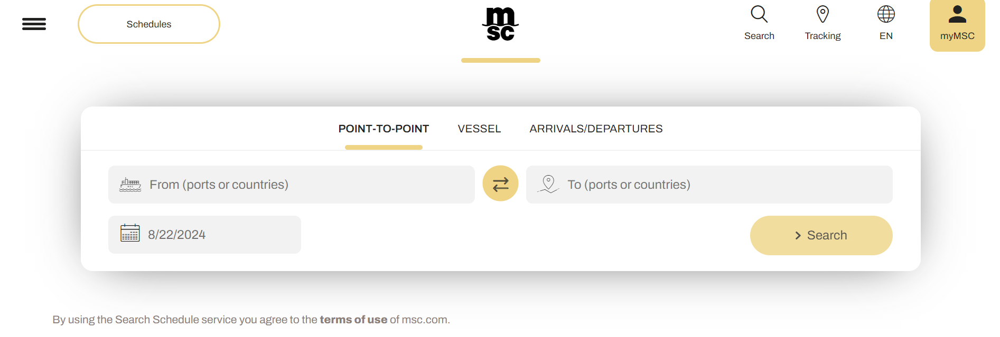 Schedules
msc
Search
Tracking
EN
myMSC
POINT-TO-POINT
VESSEL
ARRIVALS/DEPARTURES
From (ports or countries)
To (ports or countries)
8/22/2024
Search
By using the Search Schedule service you agree to the terms of use of msc.com.